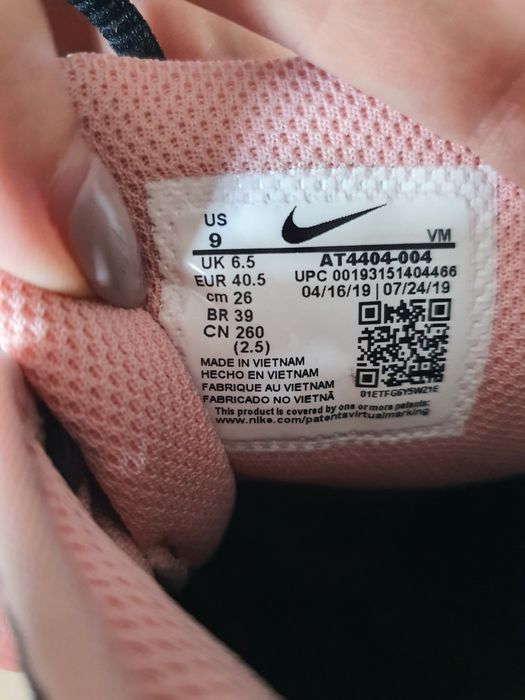 US
9
VM
UK 6.5
AT4404-004
EUR 40.5
UPC 00193151404466
cm 26
04/16/19 | 07/24/19
BR 39
CN 260
(2.5)
MADE IN VIETNAM
HECHO EN VIETNAM
FABRIQUE AU VIETNAM
FABRICADO NO VIETNÃ
01ETFG6Y5WZ1E
This product is covered by one or more patents:
www.nike.com/patentsvirtualmarking